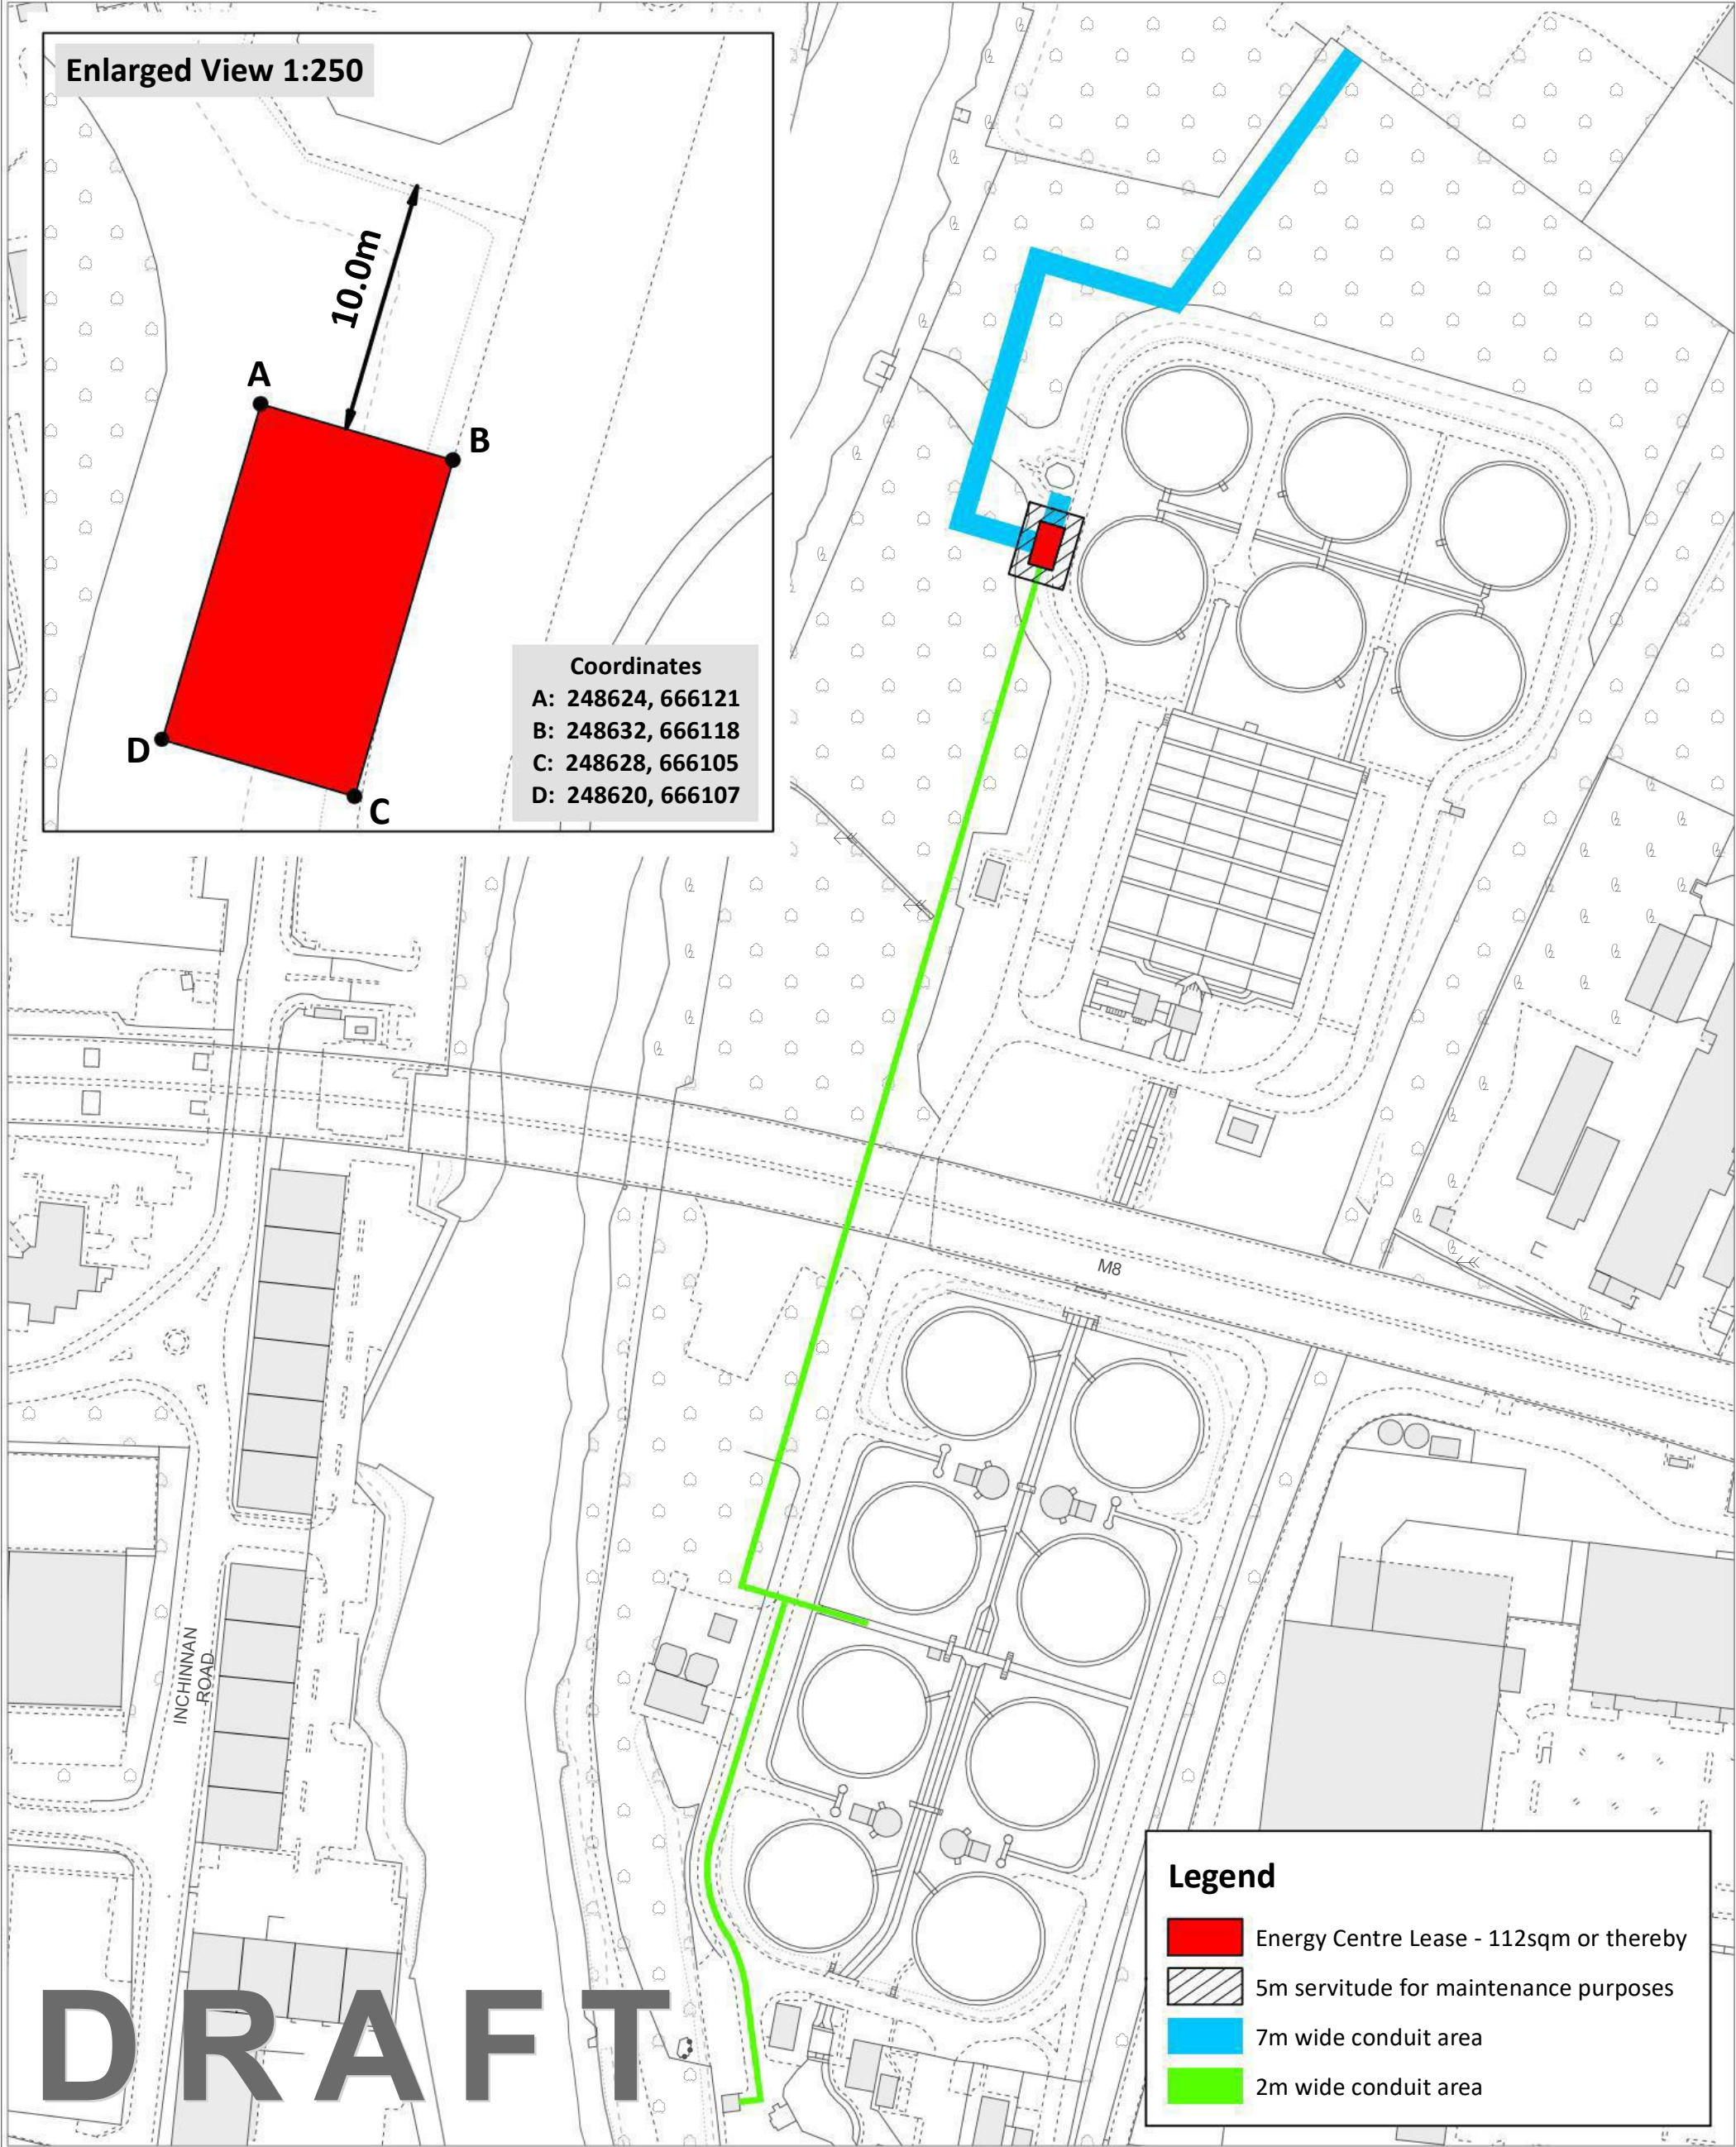 Enlarged View 1:250
10.0m
A
B
D
C
Coordinates
A: 248624, 666121
B: 248632, 666118
C: 248628, 666105
D: 248620, 666107
M8
INCHINNAN
ROAD
Legend
Energy Centre Lease - 112sqm or thereby
5m servitude for maintenance purposes
7m wide conduit area
2m wide conduit area
DRAFT